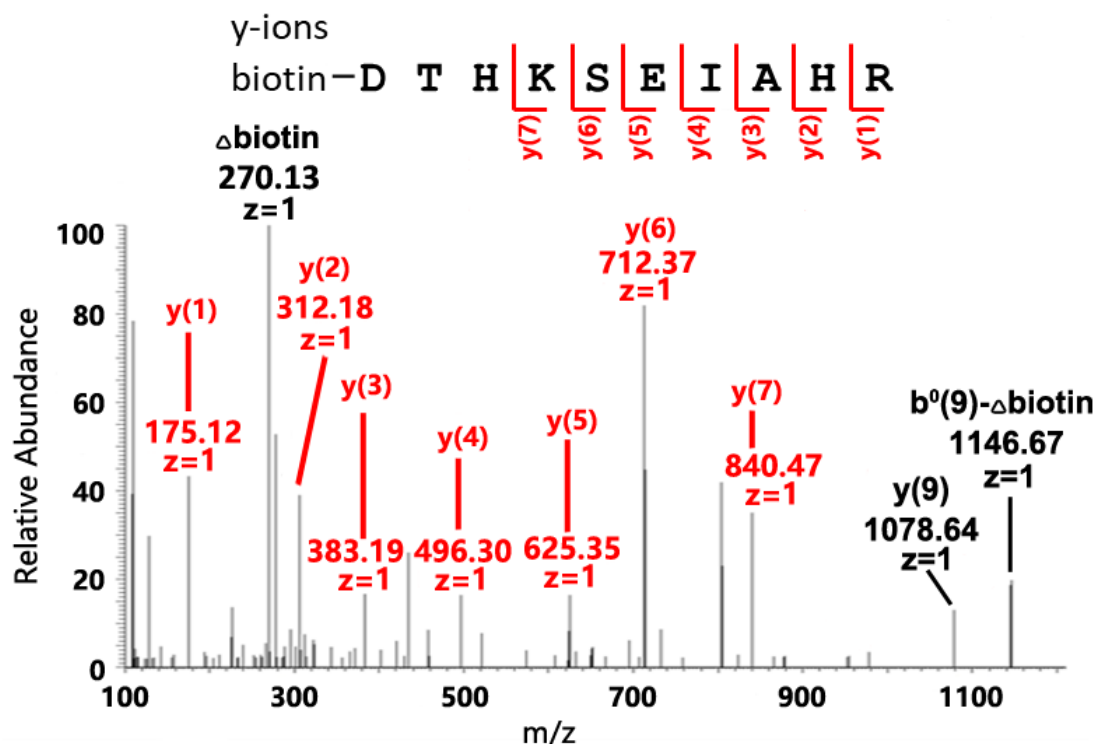 y-ions
biotin–D T H K S E I A H R
y(7) y(6) y(5) y(4) y(3) y(2) y(1)
△biotin
270.13
z=1
y(1)
175.12
z=1
y(2)
312.18
z=1
y(3)
383.19
z=1
y(4)
496.30
z=1
y(5)
625.35
z=1
y(6)
712.37
z=1
y(7)
840.47
z=1
y(9)
1078.64
z=1
b⁰(9)-△biotin
1146.67
z=1
Relative Abundance
100
80
60
40
20
0
100 300 500 700 900 1100
m/z